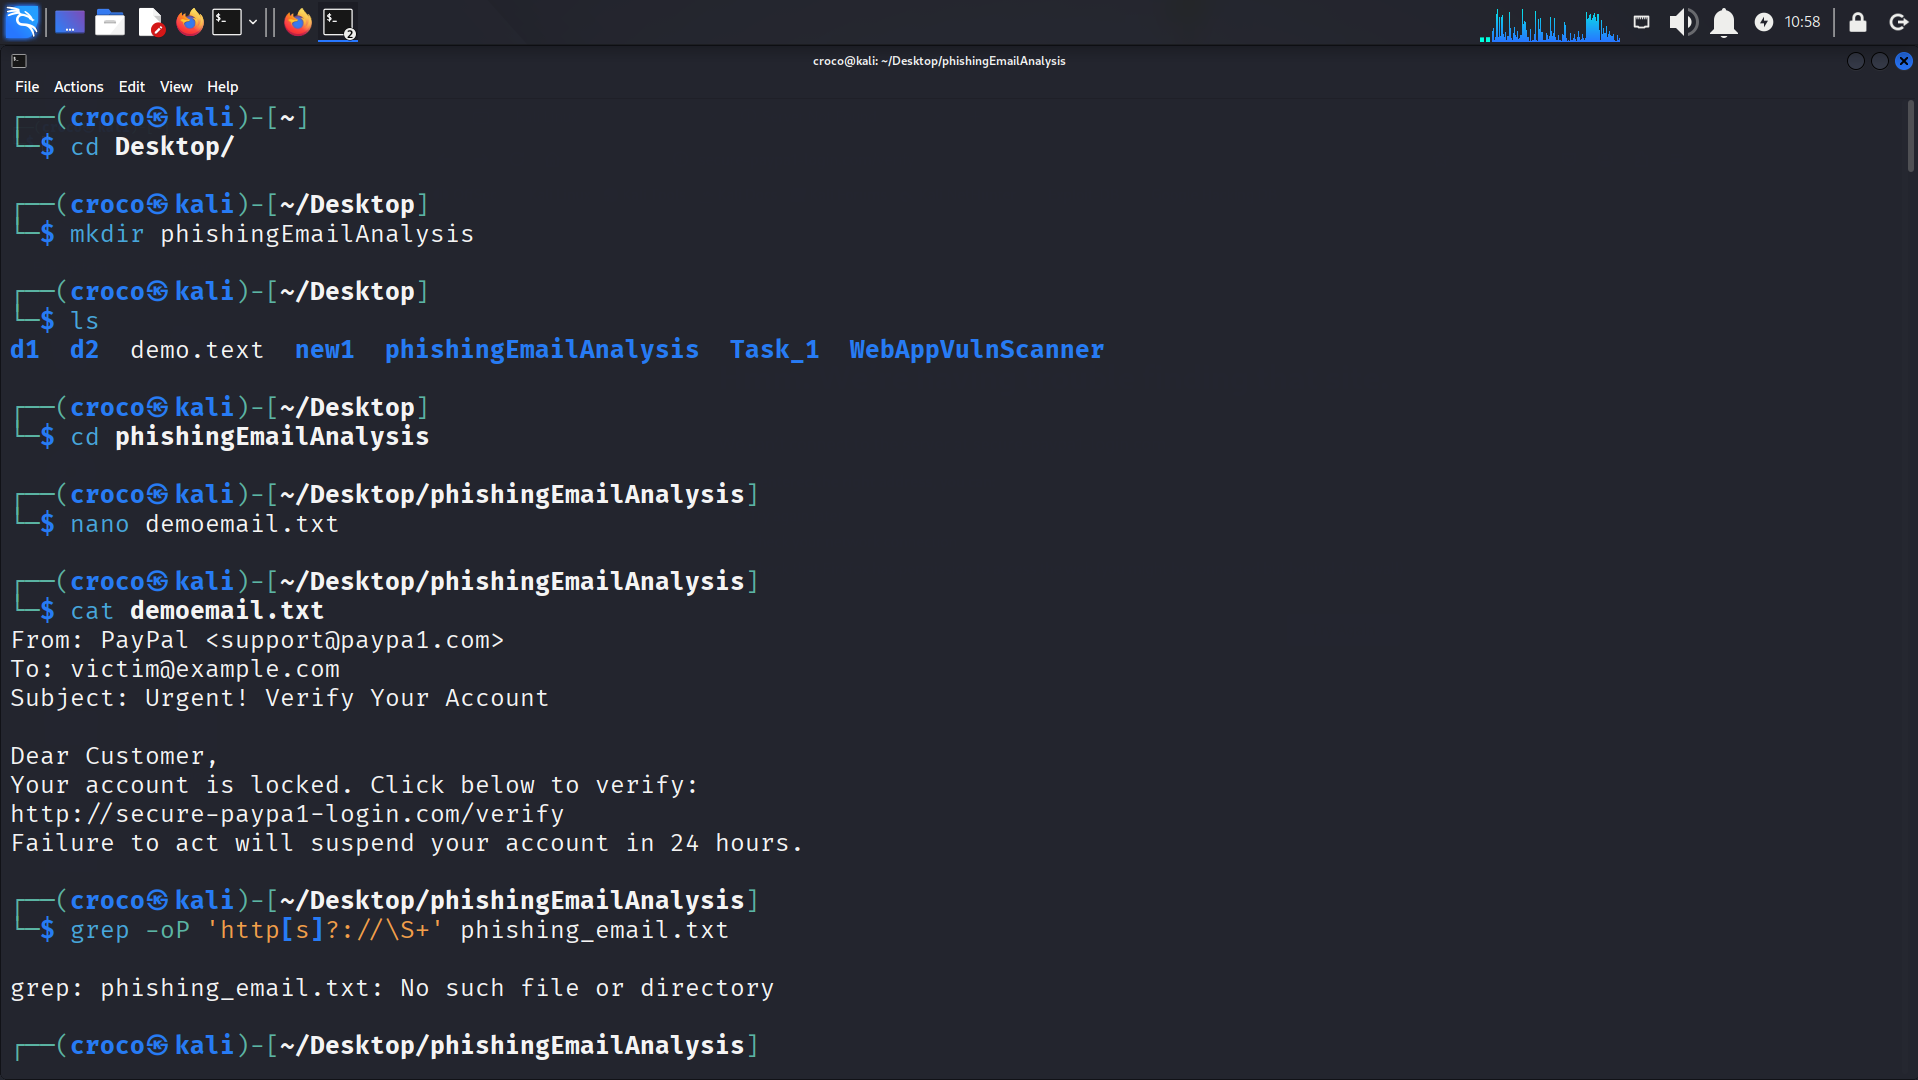 10:58
croco@kali: ~/Desktop/phishingEmailAnalysis
File Actions Edit View Help
┌──(croco㉿kali)-[~]
└─$ cd Desktop/
┌──(croco㉿kali)-[~/Desktop]
└─$ mkdir phishingEmailAnalysis
┌──(croco㉿kali)-[~/Desktop]
└─$ ls
d1 d2 demo.text new1 phishingEmailAnalysis Task_1 WebAppVulnScanner
┌──(croco㉿kali)-[~/Desktop]
└─$ cd phishingEmailAnalysis
┌──(croco㉿kali)-[~/Desktop/phishingEmailAnalysis]
└─$ nano demoemail.txt
┌──(croco㉿kali)-[~/Desktop/phishingEmailAnalysis]
└─$ cat demoemail.txt
From: PayPal <support@paypa1.com>
To: victim@example.com
Subject: Urgent! Verify Your Account
Dear Customer,
Your account is locked. Click below to verify:
http://secure-paypa1-login.com/verify
Failure to act will suspend your account in 24 hours.
┌──(croco㉿kali)-[~/Desktop/phishingEmailAnalysis]
└─$ grep -oP 'http[s]?://\S+' phishing_email.txt
grep: phishing_email.txt: No such file or directory
┌──(croco㉿kali)-[~/Desktop/phishingEmailAnalysis]